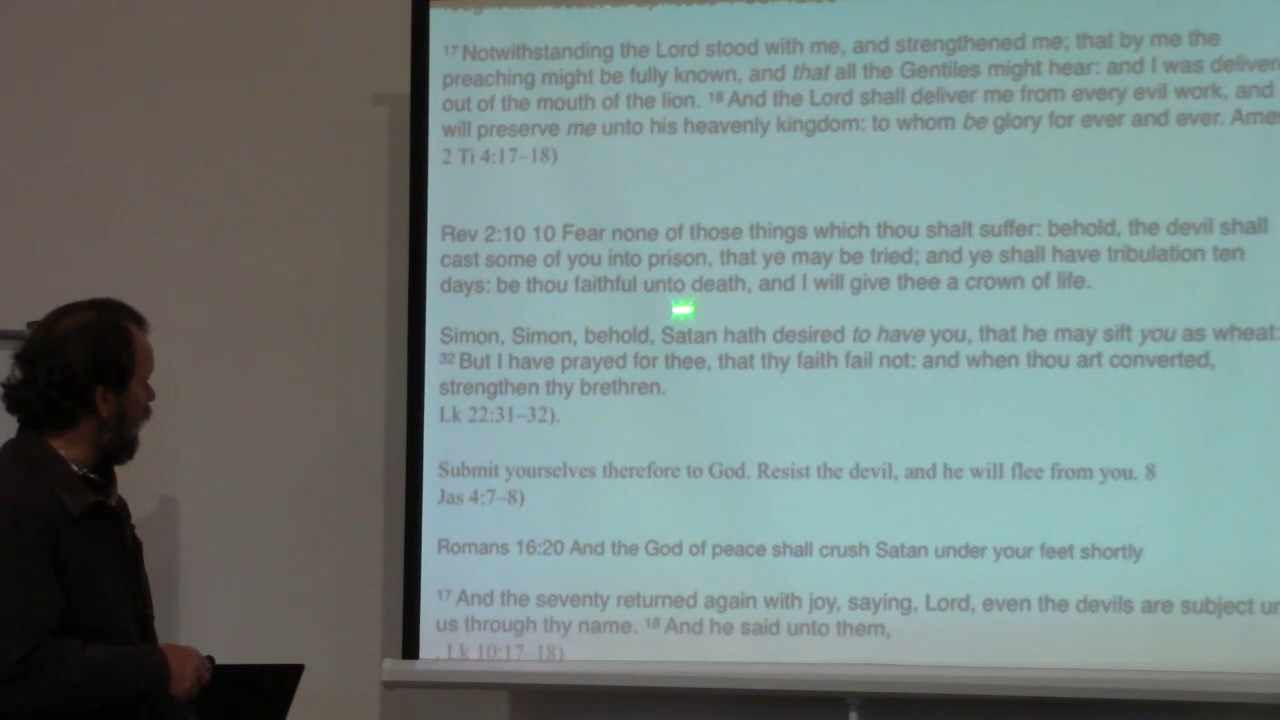 17 Notwithstanding the Lord stood with me, and strengthened me; that by me the
preaching might be fully known, and that all the Gentiles might hear: and I was deliver
out of the mouth of the lion. 18 And the Lord shall deliver me from every evil work, and
will preserve me unto his heavenly kingdom: to whom be glory for ever and ever. Ame
2 Ti 4:17–18)
Rev 2:10 10 Fear none of those things which thou shalt suffer: behold, the devil shall
cast some of you into prison, that ye may be tried; and ye shall have tribulation ten
days: be thou faithful unto death, and I will give thee a crown of life.
Simon, Simon, behold, Satan hath desired to have you, that he may sift you as wheat:
32 But I have prayed for thee, that thy faith fail not: and when thou art converted,
strengthen thy brethren.
Lk 22:31–32).
Submit yourselves therefore to God. Resist the devil, and he will flee from you. 8
Jas 4:7–8)
Romans 16:20 And the God of peace shall crush Satan under your feet shortly
17 And the seventy returned again with joy, saying, Lord, even the devils are subject un
us through thy name. 18 And he said unto them,
. Lk 10:17–18)